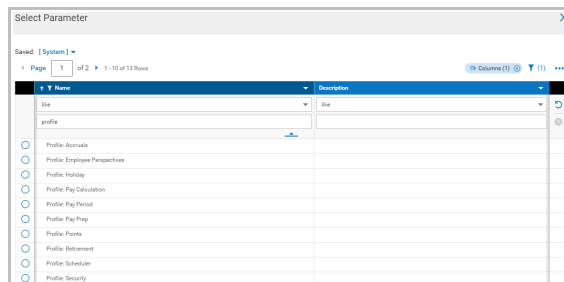 Select Parameter
Saved: [ System ]
Page 1 of 2 1 - 10 of 13 Rows Columns (1) (1)
Name Description
like like
profile
Profile: Accruals
Profile: Employee Perspectives
Profile: Holiday
Profile: Pay Calculation
Profile: Pay Period
Profile: Pay Prep
Profile: Points
Profile: Retirement
Profile: Scheduler
Profile: Security